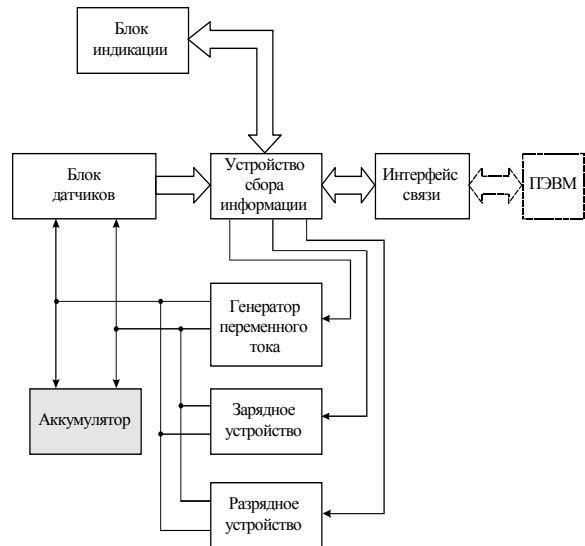 Блок
индикации
Блок
датчиков
Устройство
сбора
информации
Интерфейс
связи
ПЭВМ
Генератор
переменного
тока
Аккумулятор
Зарядное
устройство
Разрядное
устройство